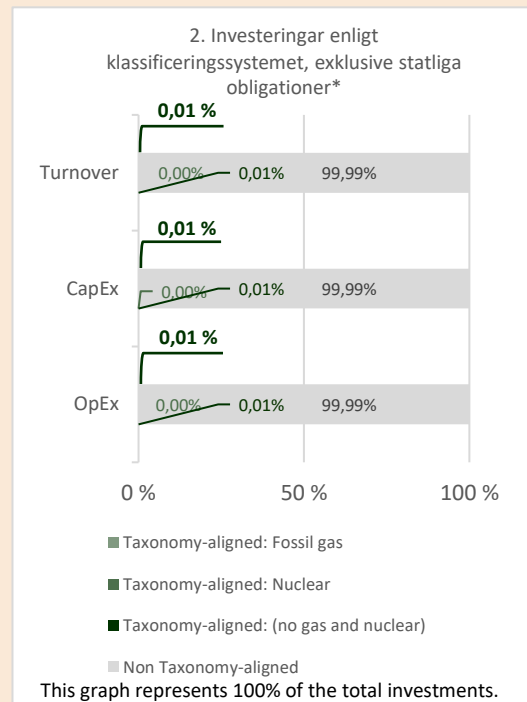 2. Investeringar enligt
klassificeringssystemet, exklusive statliga
obligationer*
0,01 %
Turnover
0,00%
0,01%
99,99%
0,01 %
CapEx
0,00%
0,01%
99,99%
0,01 %
OpEx
0,00%
0,01%
99,99%
0 %
50 %
100 %
Taxonomy-aligned: Fossil gas
Taxonomy-aligned: Nuclear
Taxonomy-aligned: (no gas and nuclear)
Non Taxonomy-aligned
This graph represents 100% of the total investments.